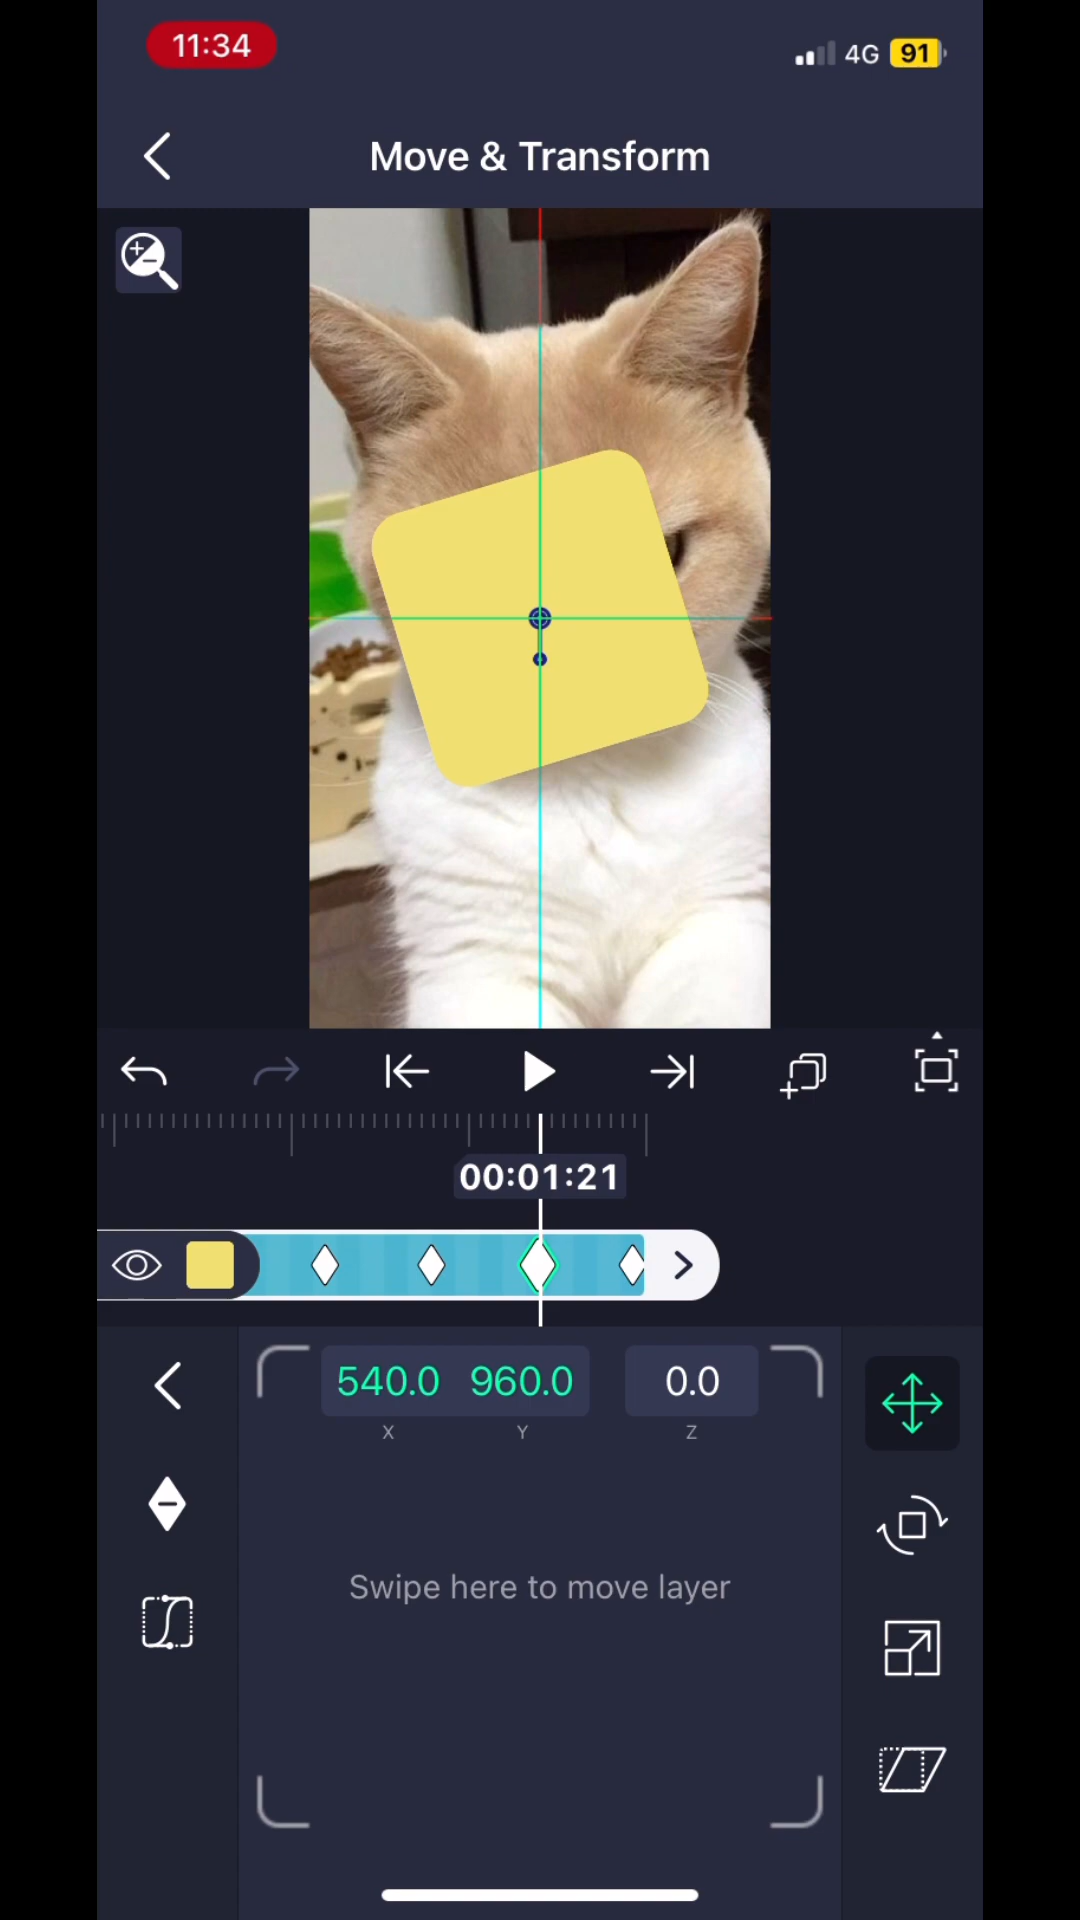 11:34
4G 91
Move & Transform
00:01:21
540.0 960.0 0.0
X Y Z
Swipe here to move layer